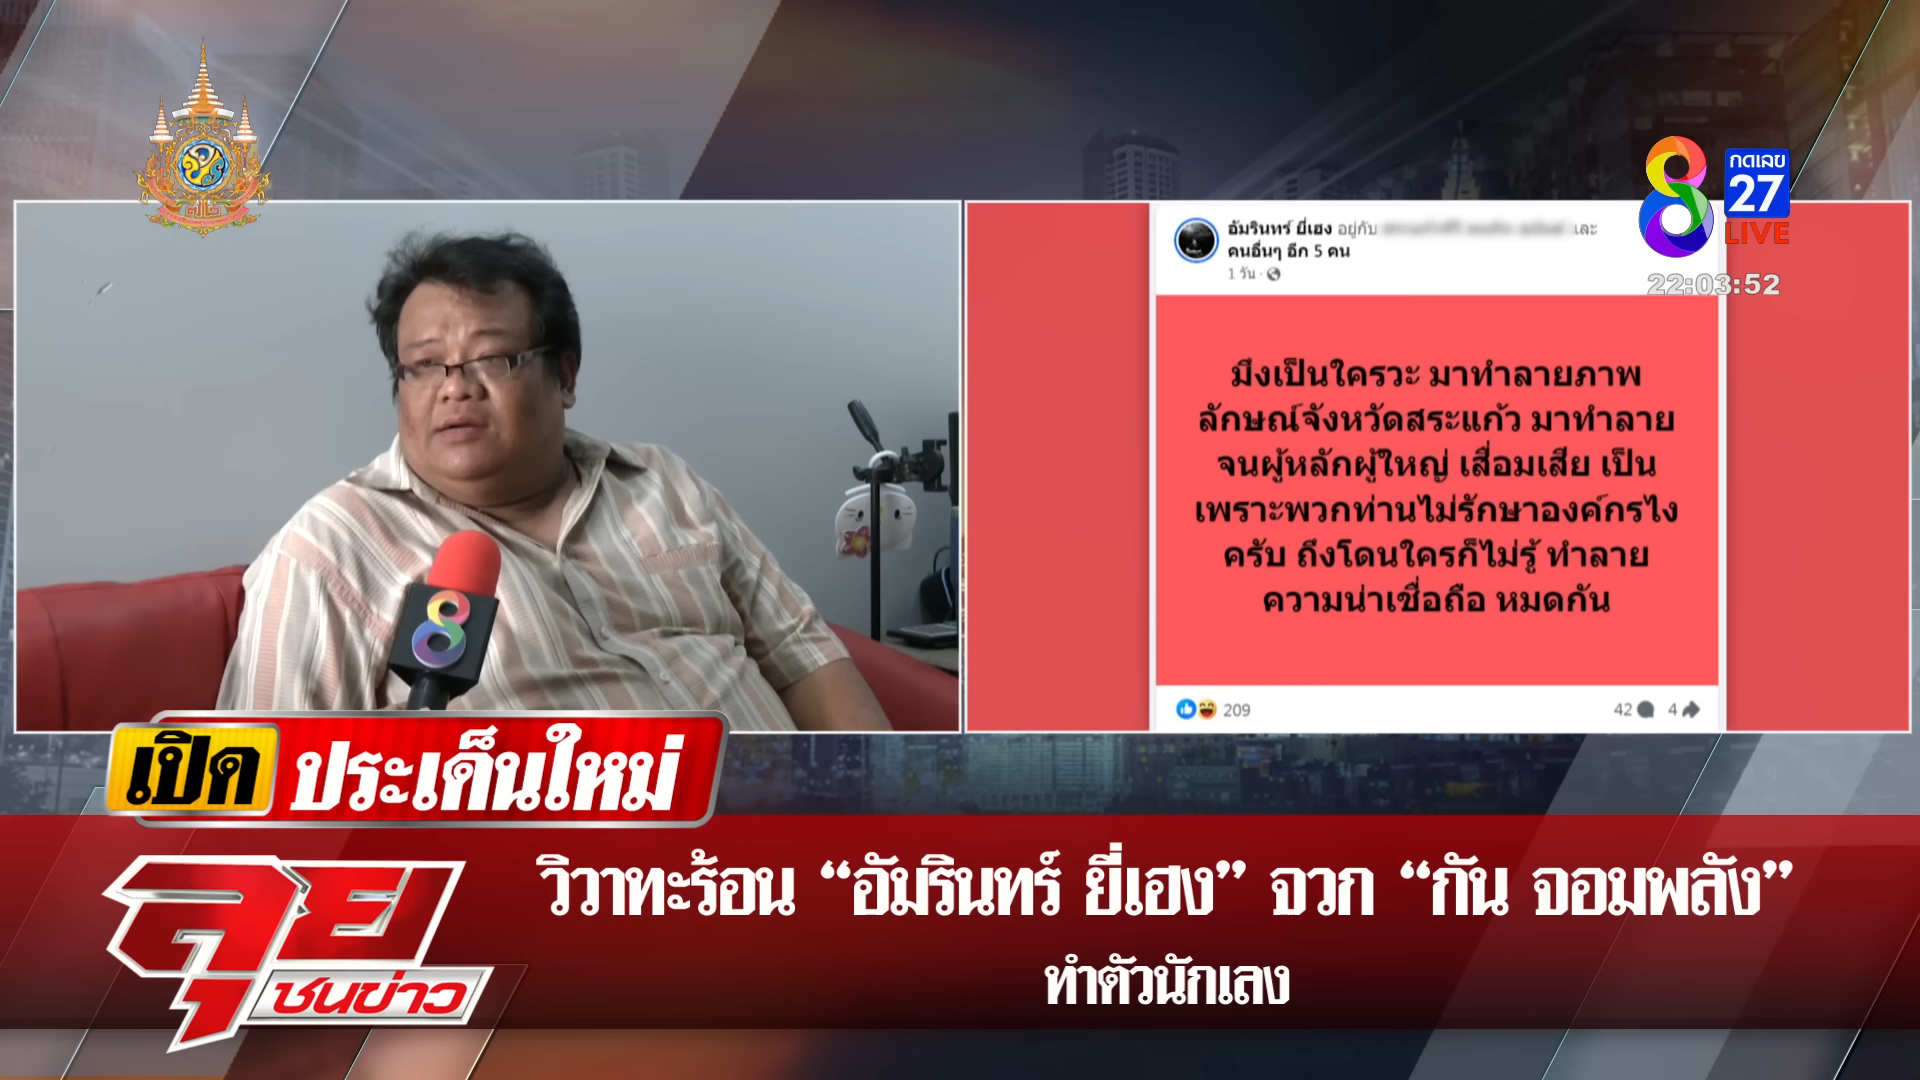 กดเลข
27
LIVE
22:03:52
๗๒
8
อัมรินทร์ ยี่เฮง อยู่กับ และ
คนอื่นๆ อีก 5 คน
1 วัน ·
มึงเป็นใครวะ มาทำลายภาพ
ลักษณ์จังหวัดสระแก้ว มาทำลาย
จนผู้หลักผู้ใหญ่ เสื่อมเสีย เป็น
เพราะพวกท่านไม่รักษาองค์กรไง
ครับ ถึงโดนใครก็ไม่รู้ ทำลาย
ความน่าเชื่อถือ หมดกัน
209
42 4
8
เปิด ประเด็นใหม่
ลุย
ชนข่าว
วิวาทะร้อน “อัมรินทร์ ยี่เฮง” จวก “กัน จอมพลัง”
ทำตัวนักเลง